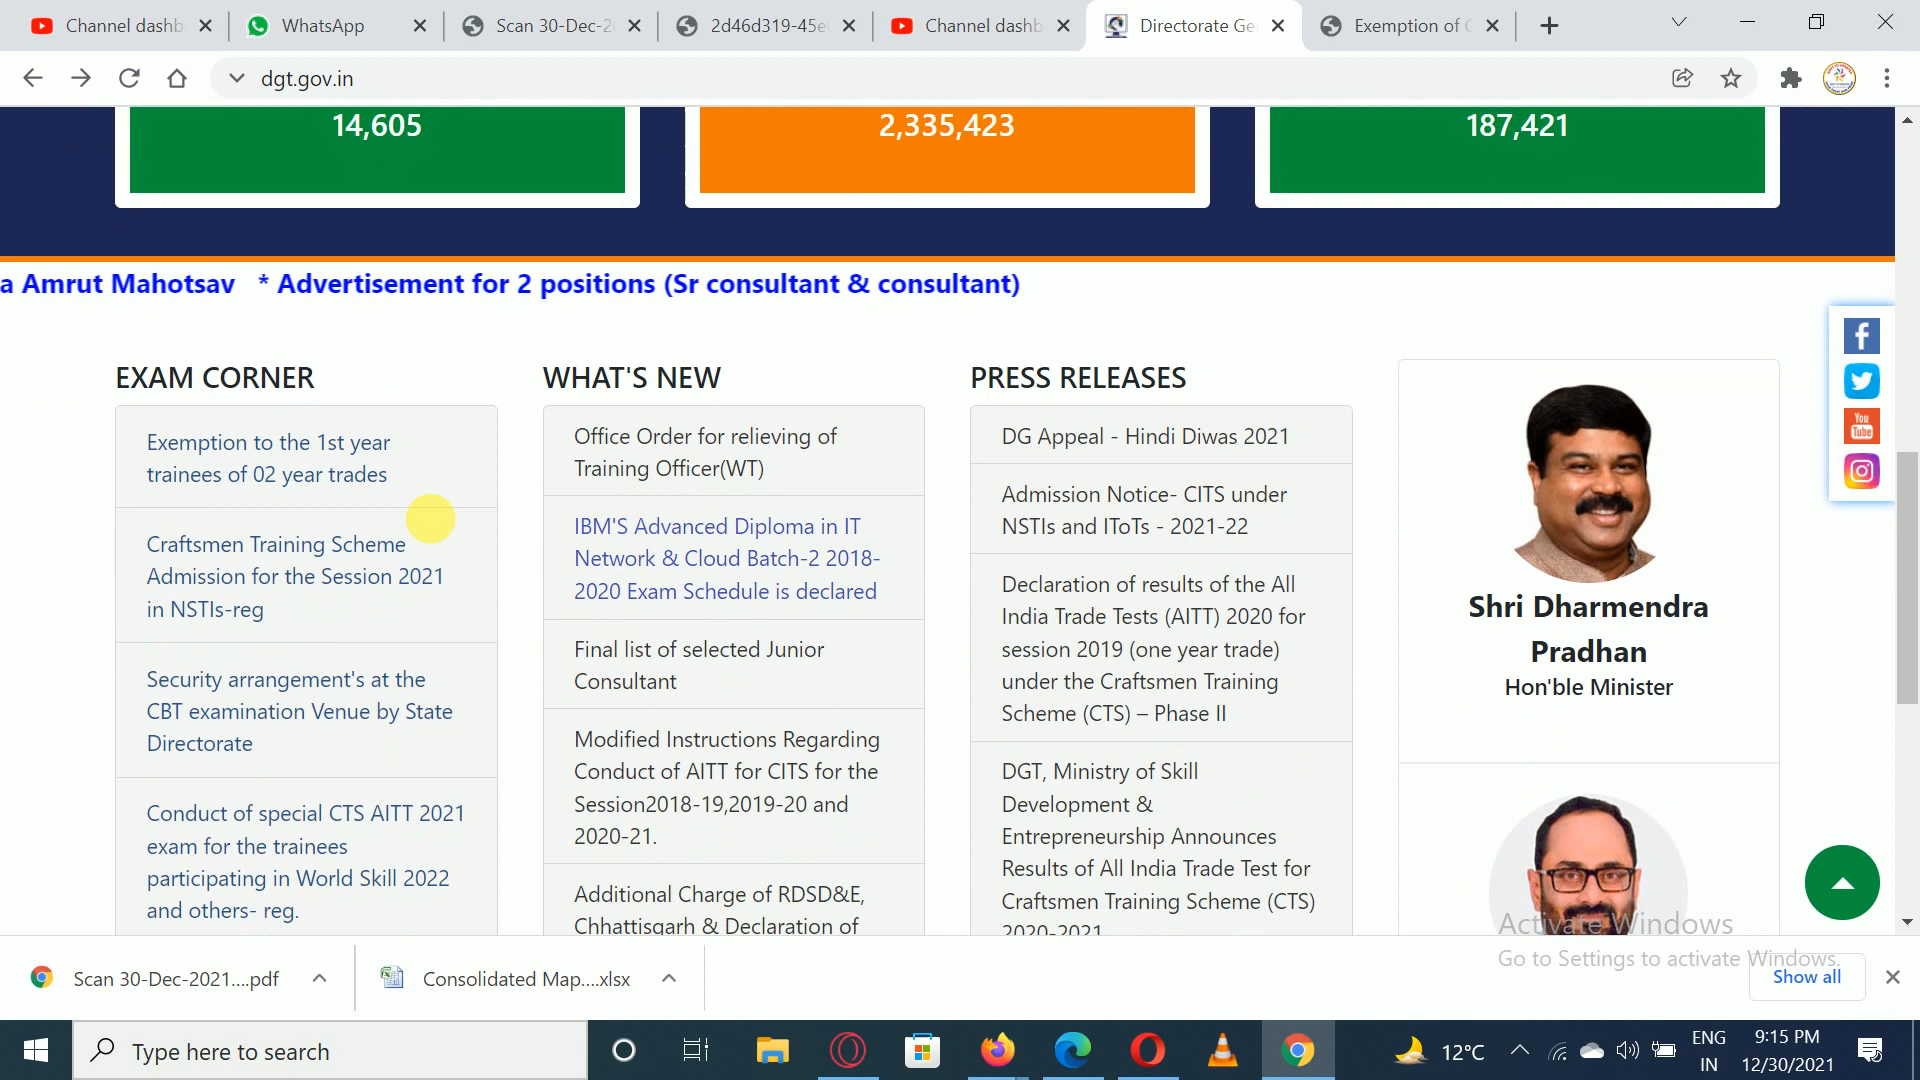 Channel dashb
WhatsApp
Scan 30-Dec-2
2d46d319-45e
Channel dashb
Directorate Ge
Exemption of
dgt.gov.in
14,605
2,335,423
187,421
a Amrut Mahotsav * Advertisement for 2 positions (Sr consultant & consultant)
EXAM CORNER
Exemption to the 1st year
trainees of 02 year trades
Craftsmen Training Scheme
Admission for the Session 2021
in NSTIs-reg
Security arrangement's at the
CBT examination Venue by State
Directorate
Conduct of special CTS AITT 2021
exam for the trainees
participating in World Skill 2022
and others- reg.
WHAT'S NEW
Office Order for relieving of
Training Officer(WT)
IBM'S Advanced Diploma in IT
Network & Cloud Batch-2 2018-
2020 Exam Schedule is declared
Final list of selected Junior
Consultant
Modified Instructions Regarding
Conduct of AITT for CITS for the
Session2018-19,2019-20 and
2020-21.
Additional Charge of RDSD&E,
Chhattisgarh & Declaration of
PRESS RELEASES
DG Appeal - Hindi Diwas 2021
Admission Notice- CITS under
NSTIs and IToTs - 2021-22
Declaration of results of the All
India Trade Tests (AITT) 2020 for
session 2019 (one year trade)
under the Craftsmen Training
Scheme (CTS) – Phase II
DGT, Ministry of Skill
Development &
Entrepreneurship Announces
Results of All India Trade Test for
Craftsmen Training Scheme (CTS)
2020-2021
Shri Dharmendra
Pradhan
Hon'ble Minister
You
Tube
Activate Windows
Go to Settings to activate Windows.
Scan 30-Dec-2021....pdf
Consolidated Map....xlsx
Show all
Type here to search
12°C
ENG
IN
9:15 PM
12/30/2021